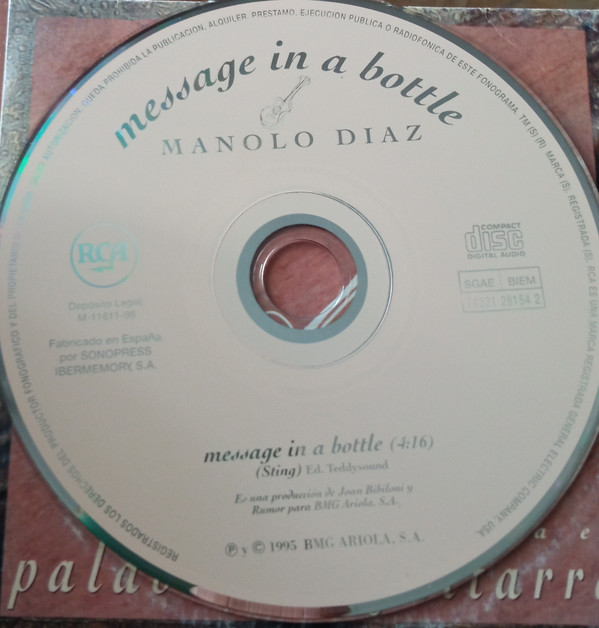 message in a bottle
MANOLO DIAZ
QUEDA PROHIBIDA LA PUBLICACION, ALQUILER, PRESTAMO, EJECUCION PUBLICA O RADIOFONICA DE ESTE FONOGRAMA. TM (S) (R) MARCA (S) REGISTRADA (S). RCA ES UNA MARCA REGISTRADA GENERAL ELECTRIC COMPANY, USA.
REGISTRADOS LOS DERECHOS DEL PRODUCTOR FONOGRAFICO Y DEL PROPIETARIO
AUTORIZACION,
RCA
COMPACT
disc
DIGITAL AUDIO
SGAE BIEM
74321 28154 2
Depósito Legal:
M-11611-95
Fabricado en España
por SONOPRESS
IBERMEMORY, S.A.
message in a bottle (4:16)
(Sting) Ed. Teddysound
Es una producción de Joan Bibiloni y
Rumor para BMG Ariola, S.A.
℗ y © 1995 BMG ARIOLA, S.A.